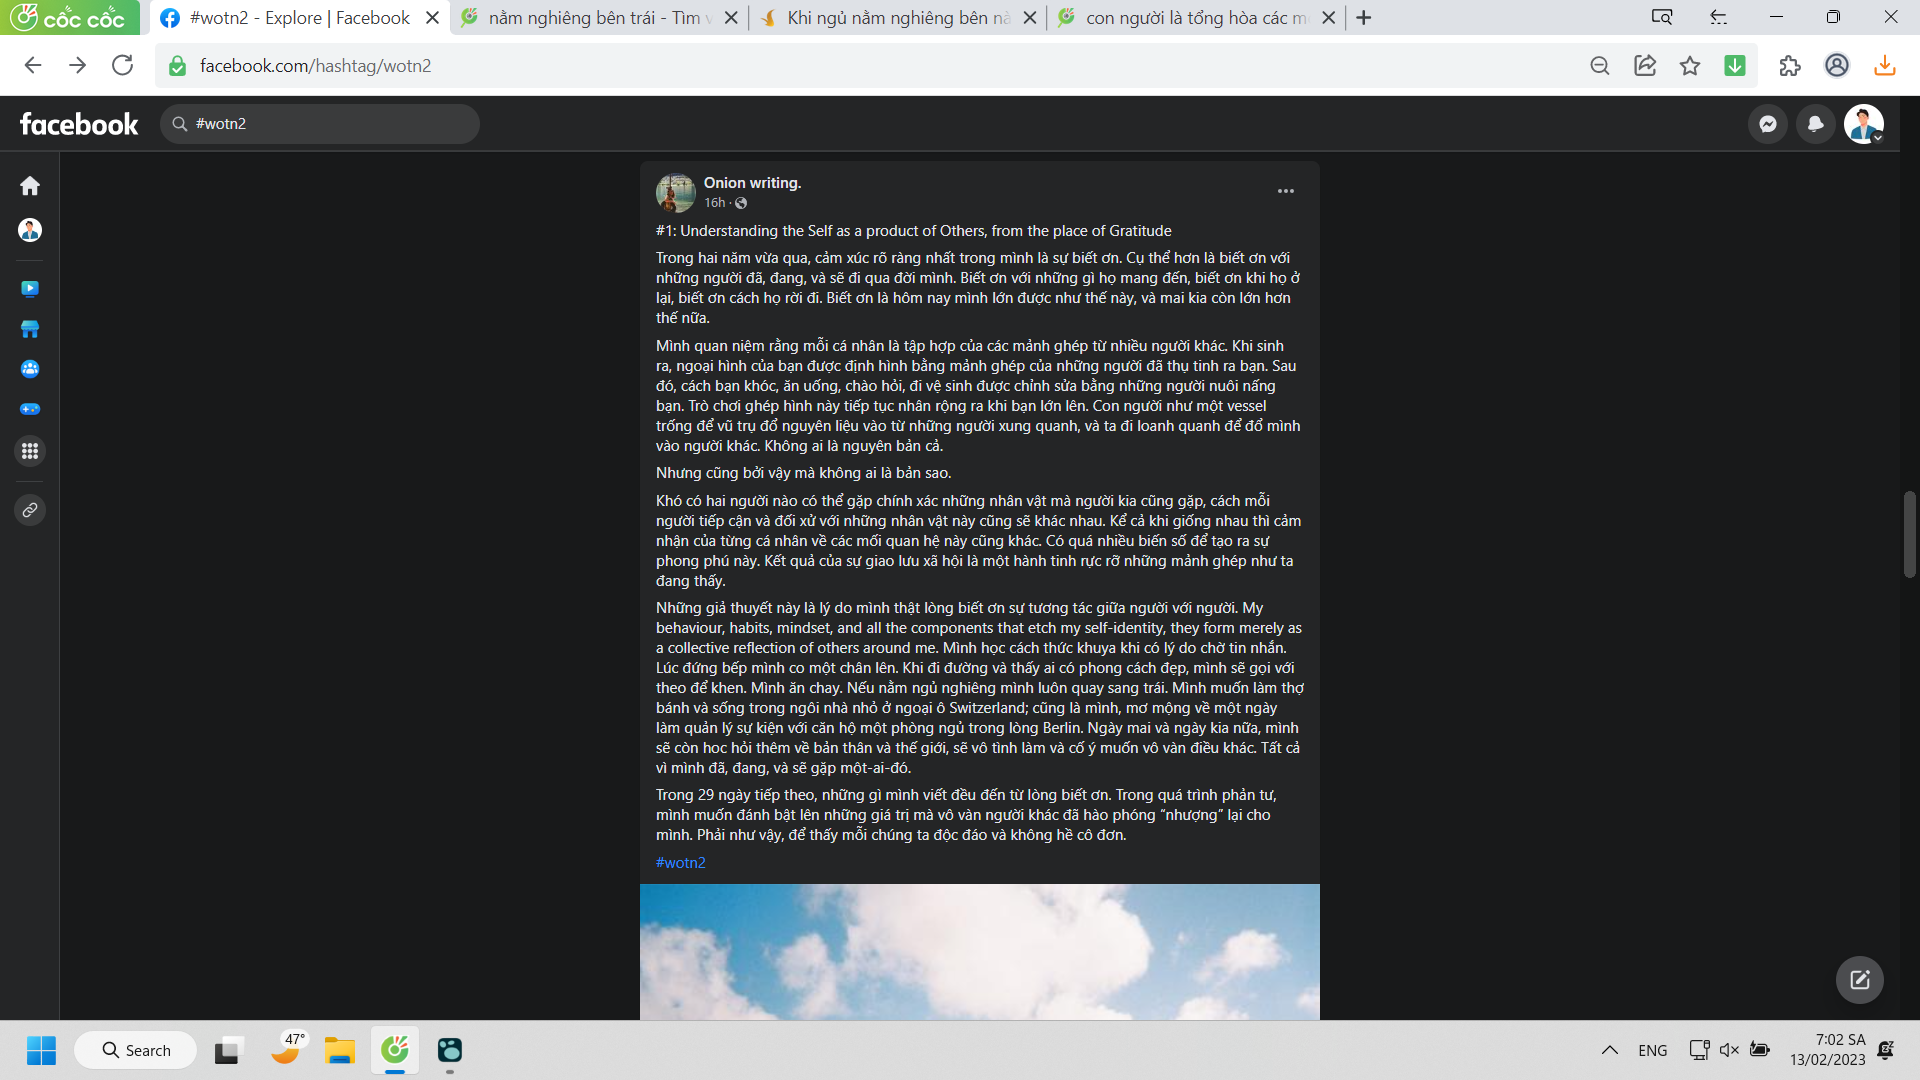 cốc cốc
#wotn2 - Explore | Facebook
nằm nghiêng bên trái - Tìm
Khi ngủ nằm nghiêng bên
con người là tổng hòa các
facebook.com/hashtag/wotn2
facebook
#wotn2
Onion writing.
16h ·
#1: Understanding the Self as a product of Others, from the place of Gratitude
Trong hai năm vừa qua, cảm xúc rõ ràng nhất trong mình là sự biết ơn. Cụ thể hơn là biết ơn với
những người đã, đang, và sẽ đi qua đời mình. Biết ơn với những gì họ mang đến, biết ơn khi họ ở
lại, biết ơn cách họ rời đi. Biết ơn là hôm nay mình lớn được như thế này, và mai kia còn lớn hơn
thế nữa.
Mình quan niệm rằng mỗi cá nhân là tập hợp của các mảnh ghép từ nhiều người khác. Khi sinh
ra, ngoại hình của bạn được định hình bằng mảnh ghép của những người đã thụ tinh ra bạn. Sau
đó, cách bạn khóc, ăn uống, chào hỏi, đi vệ sinh được chỉnh sửa bằng những người nuôi nấng
bạn. Trò chơi ghép hình này tiếp tục nhân rộng ra khi bạn lớn lên. Con người như một vessel
trống để vũ trụ đổ nguyên liệu vào từ những người xung quanh, và ta đi loanh quanh để đổ mình
vào người khác. Không ai là nguyên bản cả.
Nhưng cũng bởi vậy mà không ai là bản sao.
Khó có hai người nào có thể gặp chính xác những nhân vật mà người kia cũng gặp, cách mỗi
người tiếp cận và đối xử với những nhân vật này cũng sẽ khác nhau. Kể cả khi giống nhau thì cảm
nhận của từng cá nhân về các mối quan hệ này cũng khác. Có quá nhiều biến số để tạo ra sự
phong phú này. Kết quả của sự giao lưu xã hội là một hành tinh rực rỡ những mảnh ghép như ta
đang thấy.
Những giả thuyết này là lý do mình thật lòng biết ơn sự tương tác giữa người với người. My
behaviour, habits, mindset, and all the components that etch my self-identity, they form merely as
a collective reflection of others around me. Mình học cách thức khuya khi có lý do chờ tin nhắn.
Lúc đứng bếp mình co một chân lên. Khi đi đường và thấy ai có phong cách đẹp, mình sẽ gọi với
theo để khen. Mình ăn chay. Nếu nằm ngủ nghiêng mình luôn quay sang trái. Mình muốn làm thợ
bánh và sống trong ngôi nhà nhỏ ở ngoại ô Switzerland; cũng là mình, mơ mộng về một ngày
làm quản lý sự kiện với căn hộ một phòng ngủ trong lòng Berlin. Ngày mai và ngày kia nữa, mình
sẽ còn học hỏi thêm về bản thân và thế giới, sẽ vô tình làm và cố ý muốn vô vàn điều khác. Tất cả
vì mình đã, đang, và sẽ gặp một-ai-đó.
Trong 29 ngày tiếp theo, những gì mình viết đều đến từ lòng biết ơn. Trong quá trình phản tư,
mình muốn đánh bật lên những giá trị mà vô vàn người khác đã hào phóng “nhượng” lại cho
mình. Phải như vậy, để thấy mỗi chúng ta độc đáo và không hề cô đơn.
#wotn2
Search
47°
ENG
7:02 SA
13/02/2023